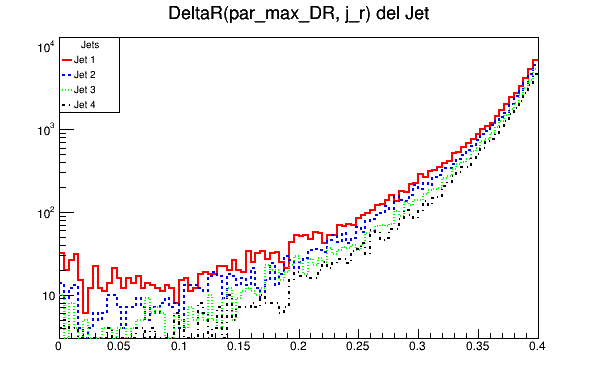 DeltaR(par_max_DR, j_r) del Jet
10^4
Jets
Jet 1
Jet 2
Jet 3
Jet 4
10^3
10^2
10
0 0.05 0.1 0.15 0.2 0.25 0.3 0.35 0.4